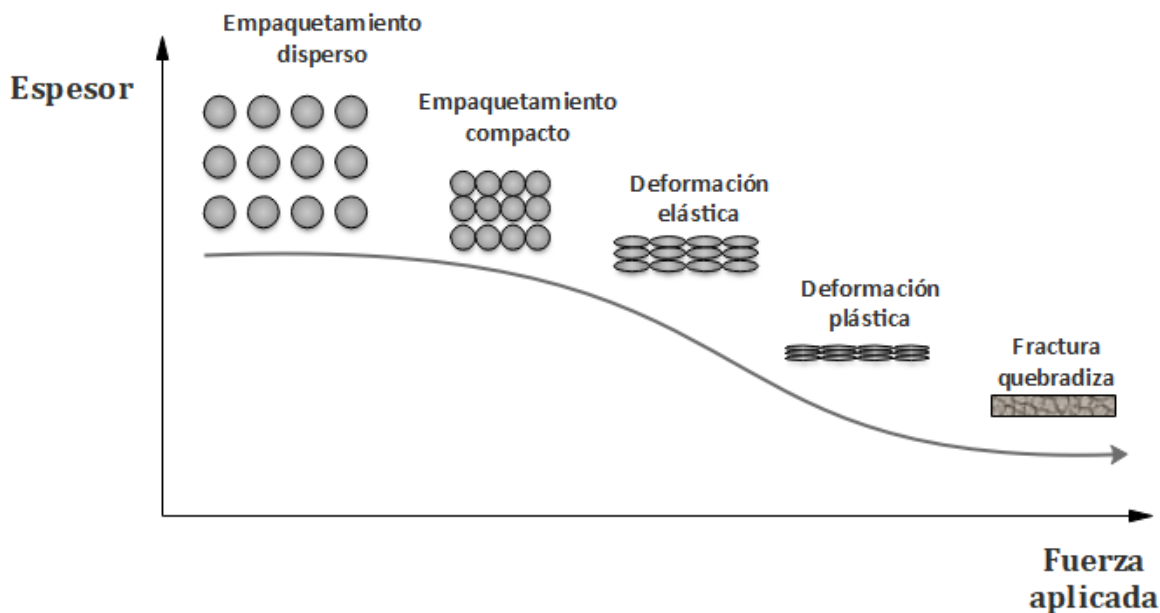 Empaquetamiento
disperso
Espesor
Empaquetamiento
compacto
Deformación
elástica
Deformación
plástica
Fractura
quebradiza
Fuerza
aplicada